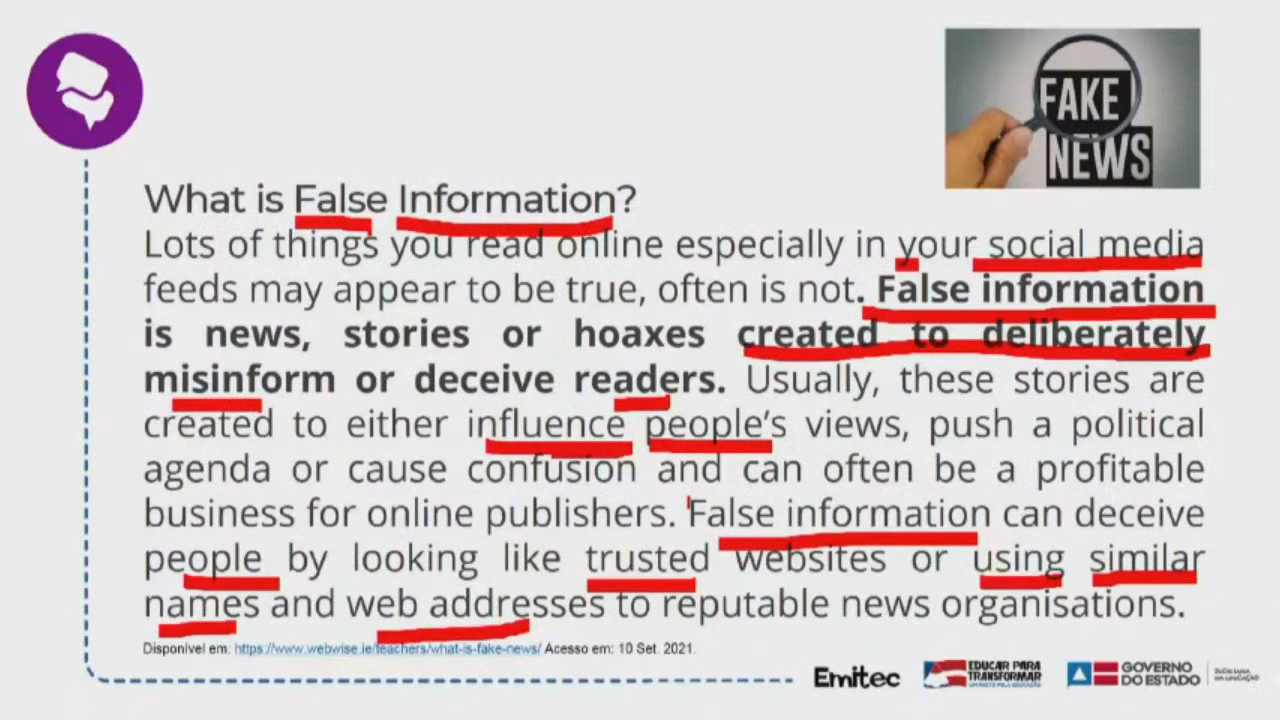 FAKE
NEWS
What is False Information?
Lots of things you read online especially in your social media
feeds may appear to be true, often is not. False information
is news, stories or hoaxes created to deliberately
misinform or deceive readers. Usually, these stories are
created to either influence people's views, push a political
agenda or cause confusion and can often be a profitable
business for online publishers. False information can deceive
people by looking like trusted websites or using similar
names and web addresses to reputable news organisations.
Disponível em: https://www.webwise.ie/teachers/what-is-fake-news/ Acesso em: 10 Set. 2021.
Emitec
EDUCAR PARA
TRANSFORMAR
GOVERNO
DO ESTADO